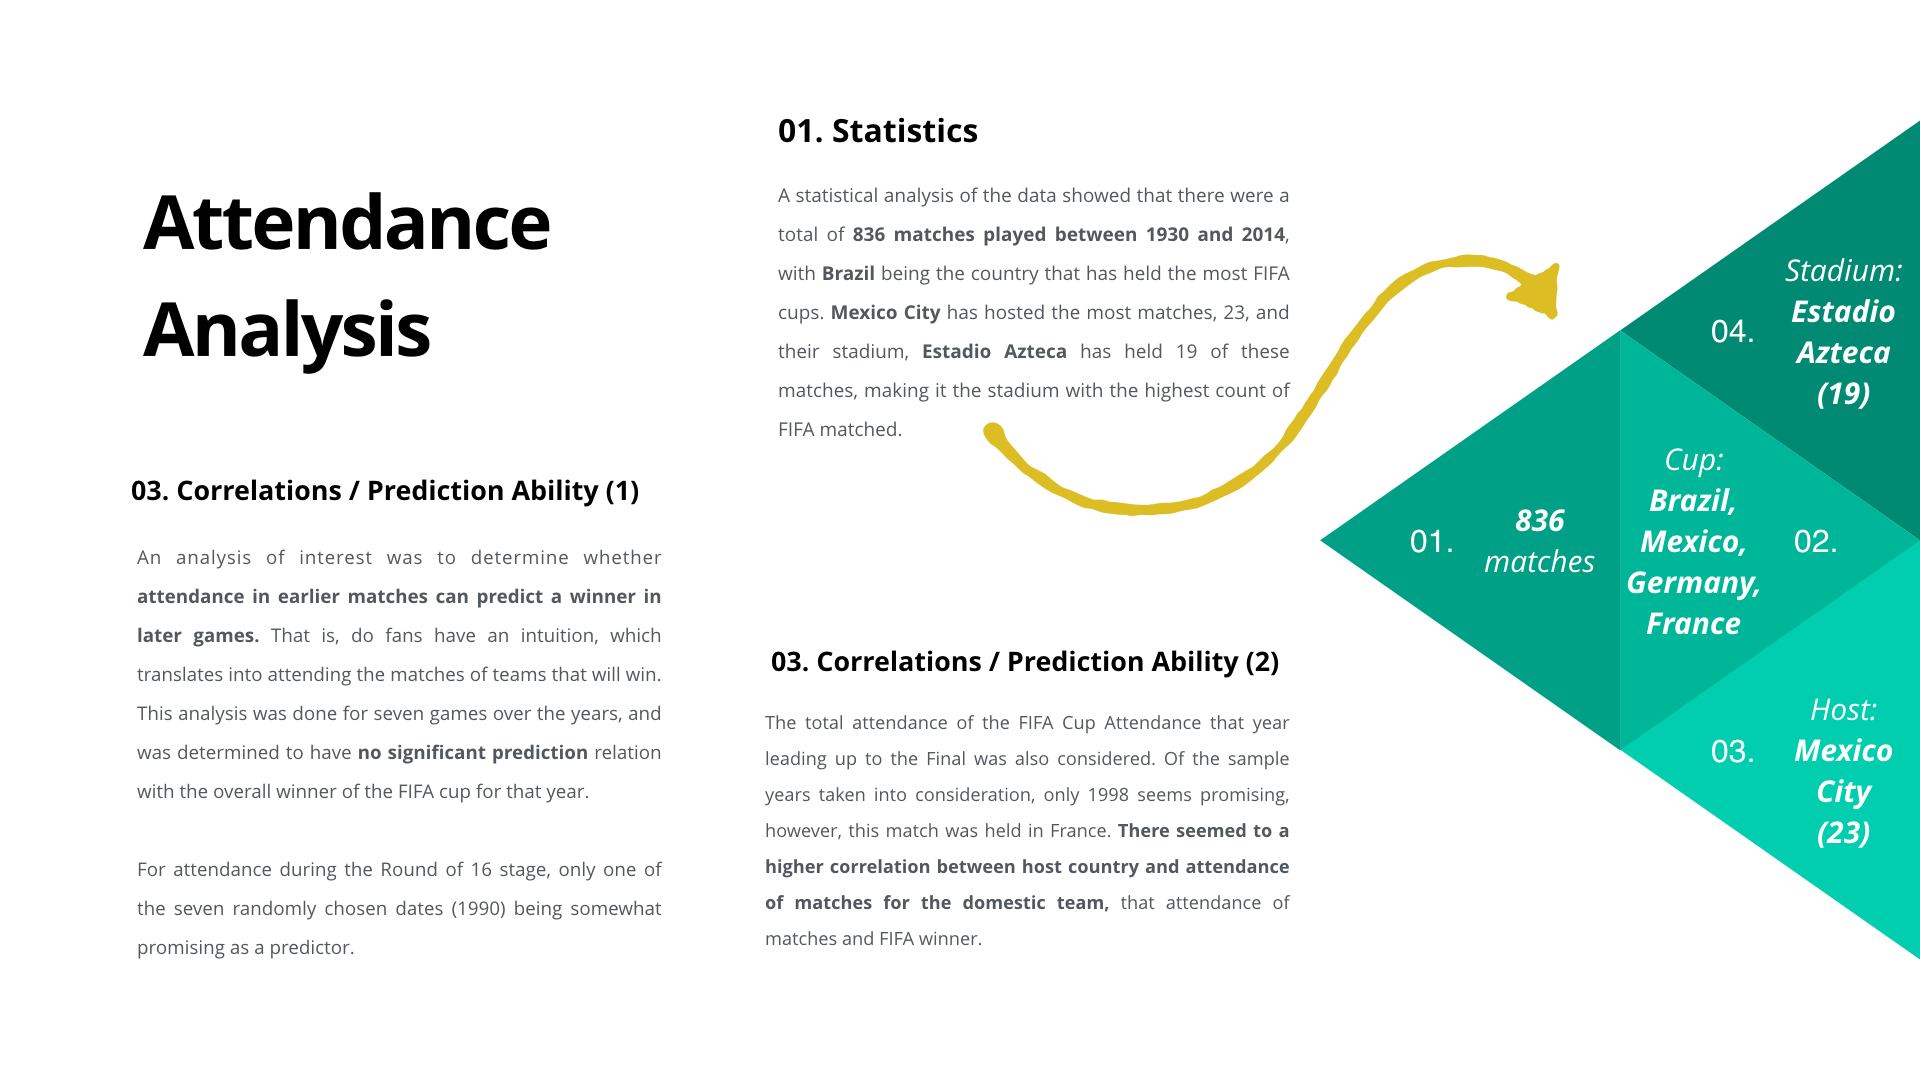 Attendance
Analysis
03. Correlations / Prediction Ability (1)
An analysis of interest was to determine whether
attendance in earlier matches can predict a winner in
later games. That is, do fans have an intuition, which
translates into attending the matches of teams that will win.
This analysis was done for seven games over the years, and
was determined to have no significant prediction relation
with the overall winner of the FIFA cup for that year.
For attendance during the Round of 16 stage, only one of
the seven randomly chosen dates (1990) being somewhat
promising as a predictor.
01. Statistics
A statistical analysis of the data showed that there were a
total of 836 matches played between 1930 and 2014,
with Brazil being the country that has held the most FIFA
cups. Mexico City has hosted the most matches, 23, and
their stadium, Estadio Azteca has held 19 of these
matches, making it the stadium with the highest count of
FIFA matched.
03. Correlations / Prediction Ability (2)
The total attendance of the FIFA Cup Attendance that year
leading up to the Final was also considered. Of the sample
years taken into consideration, only 1998 seems promising,
however, this match was held in France. There seemed to a
higher correlation between host country and attendance
of matches for the domestic team, that attendance of
matches and FIFA winner.
01.
836
matches
Cup:
Brazil,
Mexico,
Germany,
France
02.
03.
Host:
Mexico
City
(23)
04.
Stadium:
Estadio
Azteca
(19)